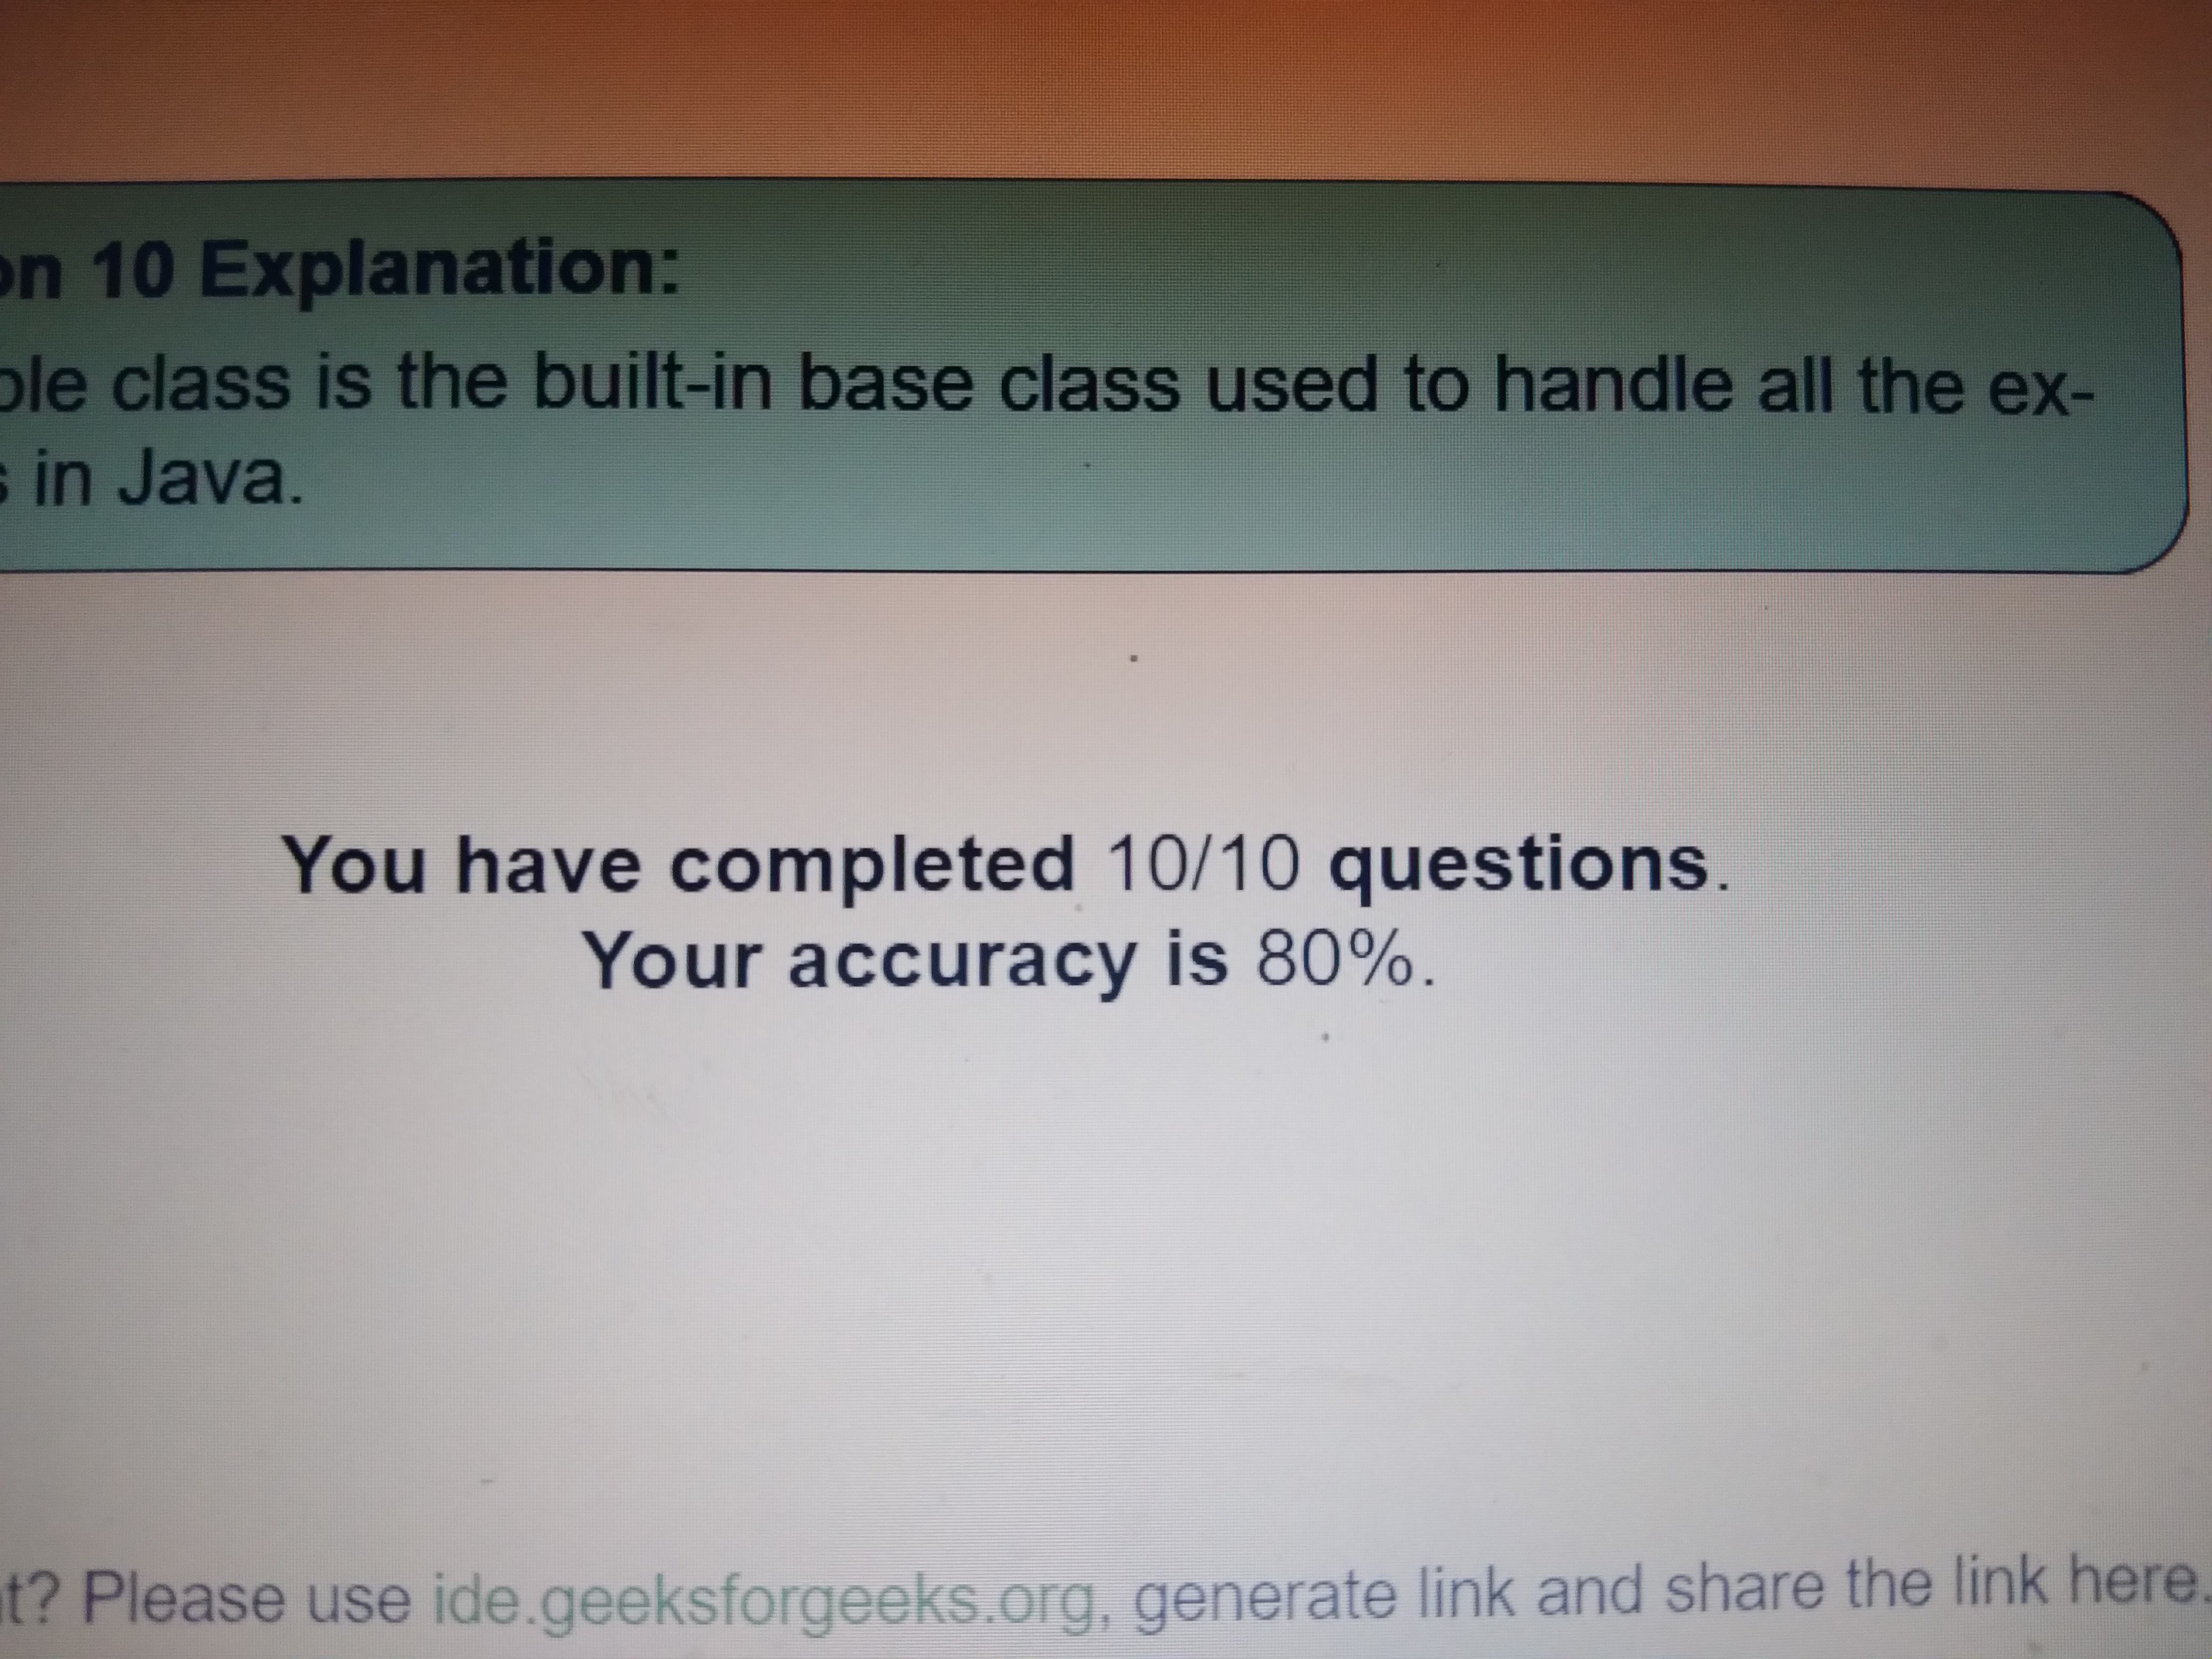 on 10 Explanation:
ble class is the built-in base class used to handle all the ex-
s in Java.
You have completed 10/10 questions.
Your accuracy is 80%.
t? Please use ide.geeksforgeeks.org, generate link and share the link here.